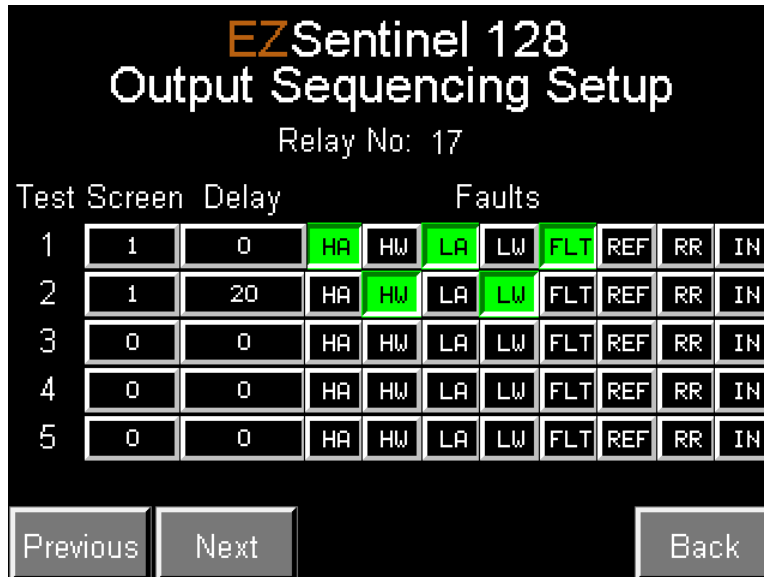 EZSentinel 128
Output Sequencing Setup
Relay No: 17
Test Screen Delay Faults
1 1 0 HA HW LA LW FLT REF RR IN
2 1 20 HA HW LA LW FLT REF RR IN
3 0 0 HA HW LA LW FLT REF RR IN
4 0 0 HA HW LA LW FLT REF RR IN
5 0 0 HA HW LA LW FLT REF RR IN
Previous Next Back